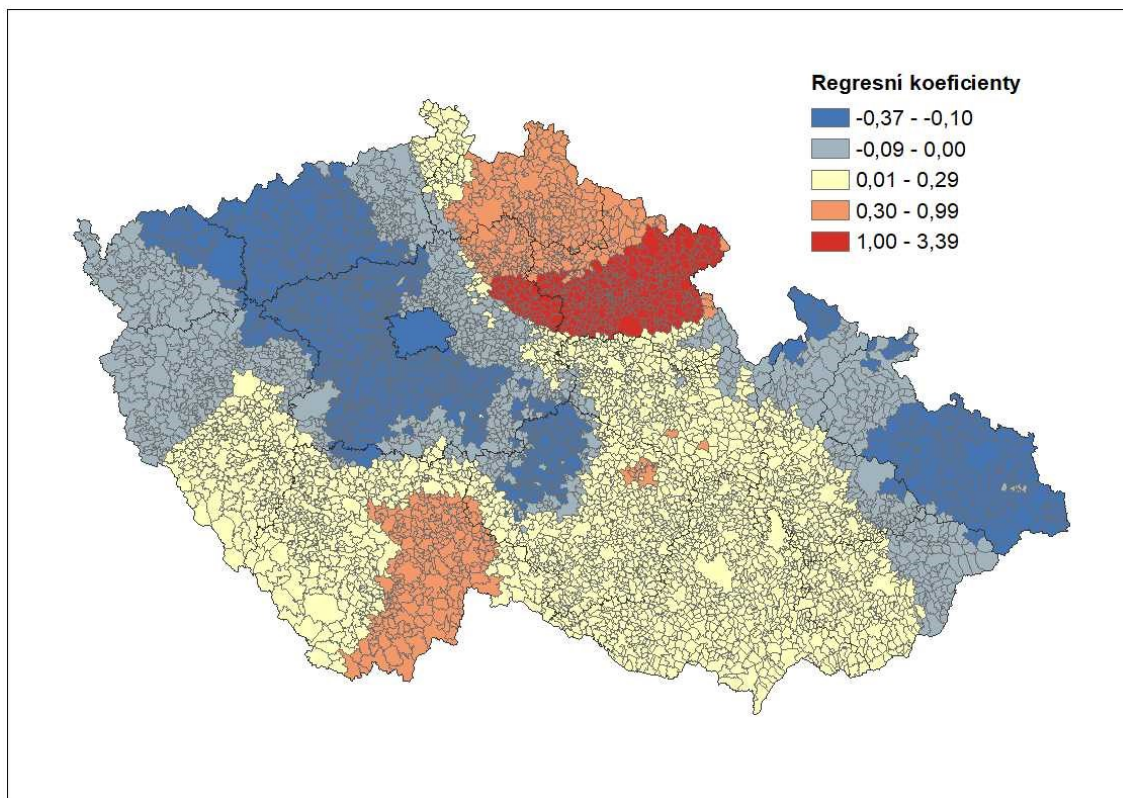 Regresní koeficienty
-0,37 - -0,10
-0,09 - 0,00
0,01 - 0,29
0,30 - 0,99
1,00 - 3,39